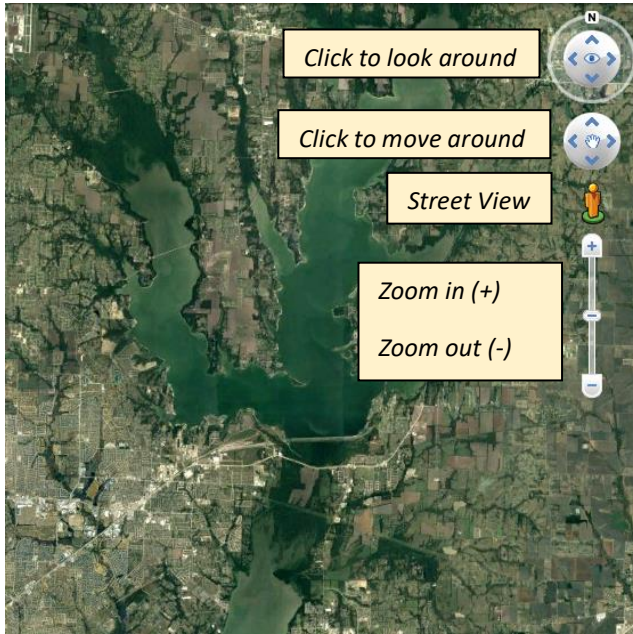 N
Click to look around
Click to move around
Street View
Zoom in (+)
Zoom out (-)